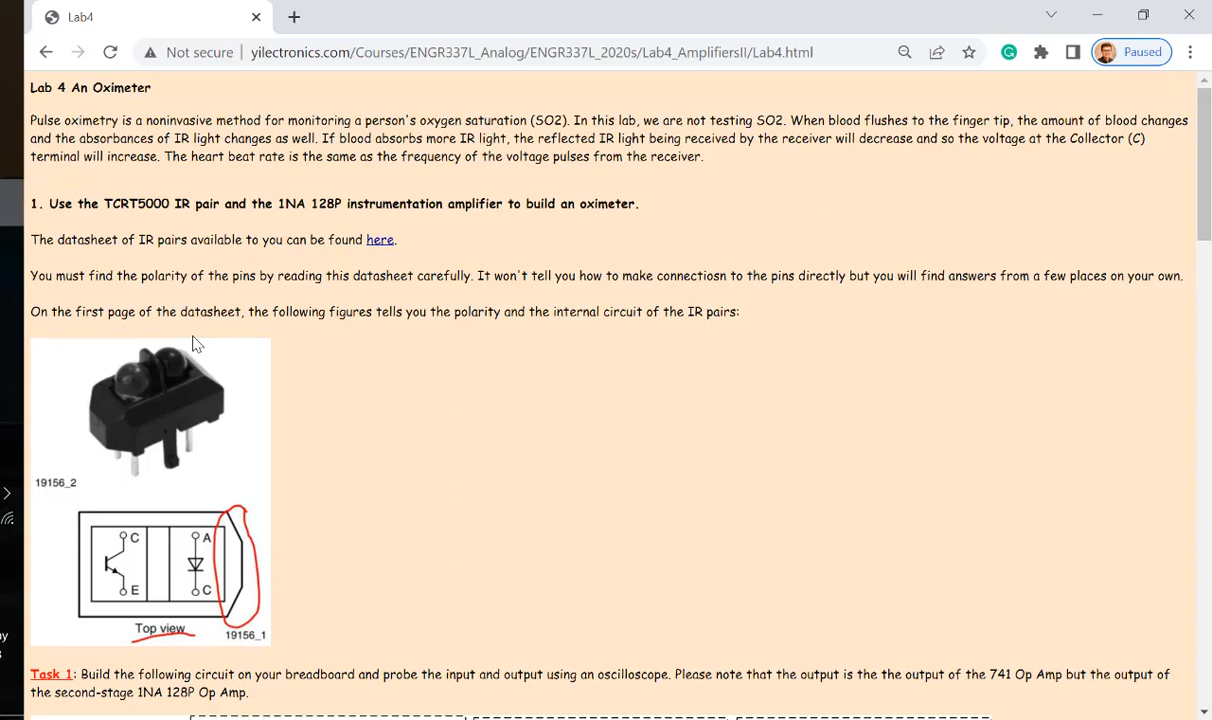 Lab4
Not secure
yilectronics.com/Courses/ENGR337L_Analog/ENGR337L_2020s/Lab4_AmplifiersII/Lab4.html
Paused
Lab 4 An Oximeter
Pulse oximetry is a noninvasive method for monitoring a person's oxygen saturation (SO2). In this lab, we are not testing SO2. When blood flushes to the finger tip, the amount of blood changes
and the absorbances of IR light changes as well. If blood absorbs more IR light, the reflected IR light being received by the receiver will decrease and so the voltage at the Collector (C)
terminal will increase. The heart beat rate is the same as the frequency of the voltage pulses from the receiver.
1. Use the TCRT5000 IR pair and the 1NA 128P instrumentation amplifier to build an oximeter.
The datasheet of IR pairs available to you can be found here.
You must find the polarity of the pins by reading this datasheet carefully. It won't tell you how to make connectiosn to the pins directly but you will find answers from a few places on your own.
On the first page of the datasheet, the following figures tells you the polarity and the internal circuit of the IR pairs:
19156_2
C A
E C
Top view
19156_1
Task 1: Build the following circuit on your breadboard and probe the input and output using an oscilloscope. Please note that the output is the the output of the 741 Op Amp but the output of
the second-stage 1NA 128P Op Amp.